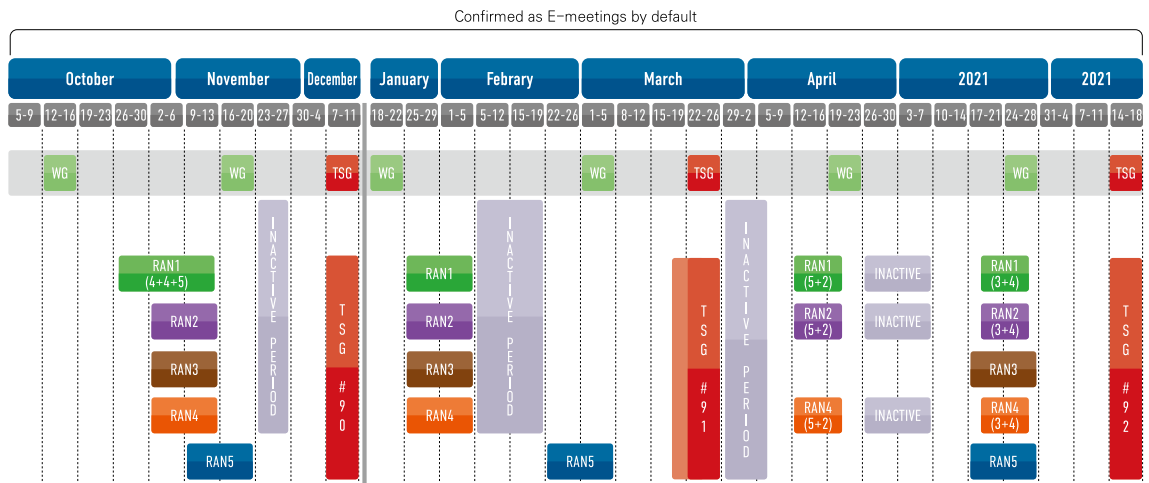 Confirmed as E-meetings by default
October November December January Febrary March April 2021 2021
5-9 12-16 19-23 26-30 2-6 9-13 16-20 23-27 30-4 7-11 18-22 25-29 1-5 5-12 15-19 22-26 1-5 8-12 15-19 22-26 29-2 5-9 12-16 19-23 26-30 3-7 10-14 17-21 24-28 31-4 7-11 14-18
WG WG TSG WG WG TSG WG WG TSG
INACTIVE PERIOD
INACTIVE PERIOD
INACTIVE PERIOD
TSG #90
TSG #91
TSG #92
RAN1 RAN1 RAN1 INACTIVE RAN1
(4+4+5) (5+2) (3+4)
RAN2 RAN2 RAN2 INACTIVE RAN2
(5+2) (3+4)
RAN3 RAN3 RAN3
RAN4 RAN4 RAN4 INACTIVE RAN4
(5+2) (3+4)
RAN5 RAN5 RAN5